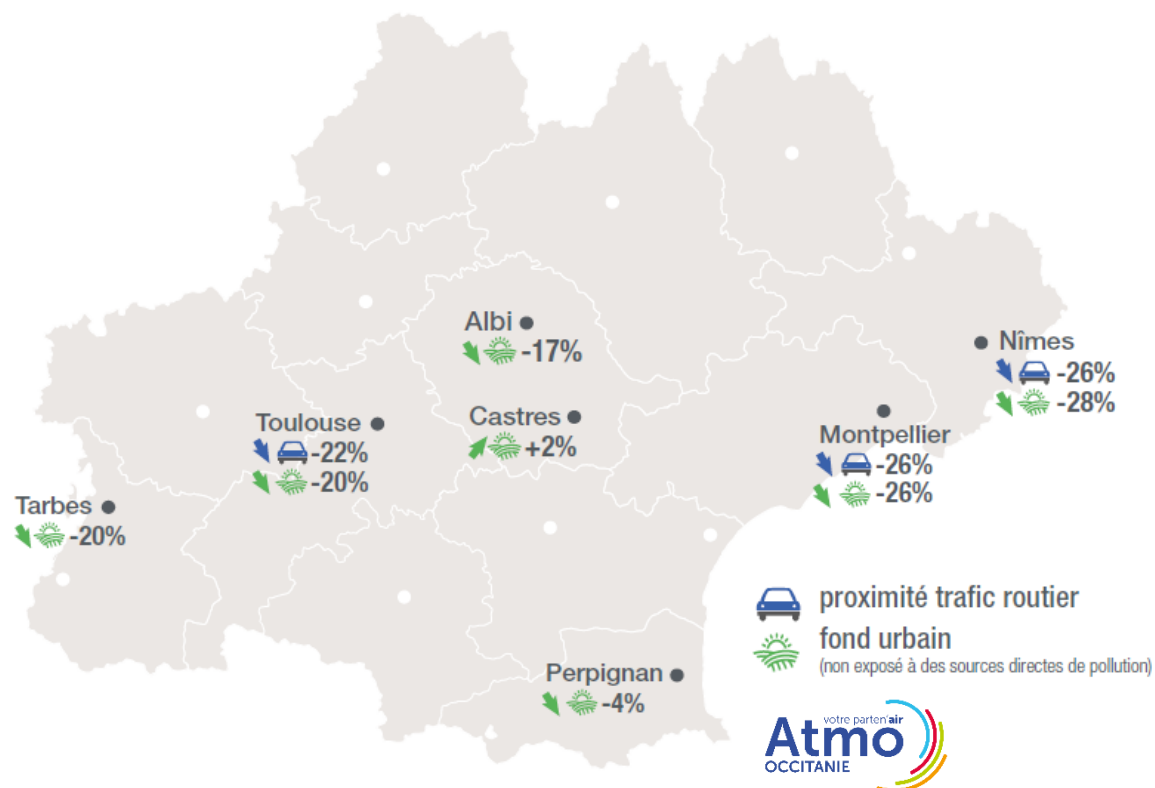 Albi
-17%
Nîmes
-26%
-28%
Castres
+2%
Toulouse
-22%
-20%
Montpellier
-26%
-26%
Tarbes
-20%
proximité trafic routier
fond urbain
(non exposé à des sources directes de pollution)
Perpignan
-4%
votre parten'air
Atmo
OCCITANIE